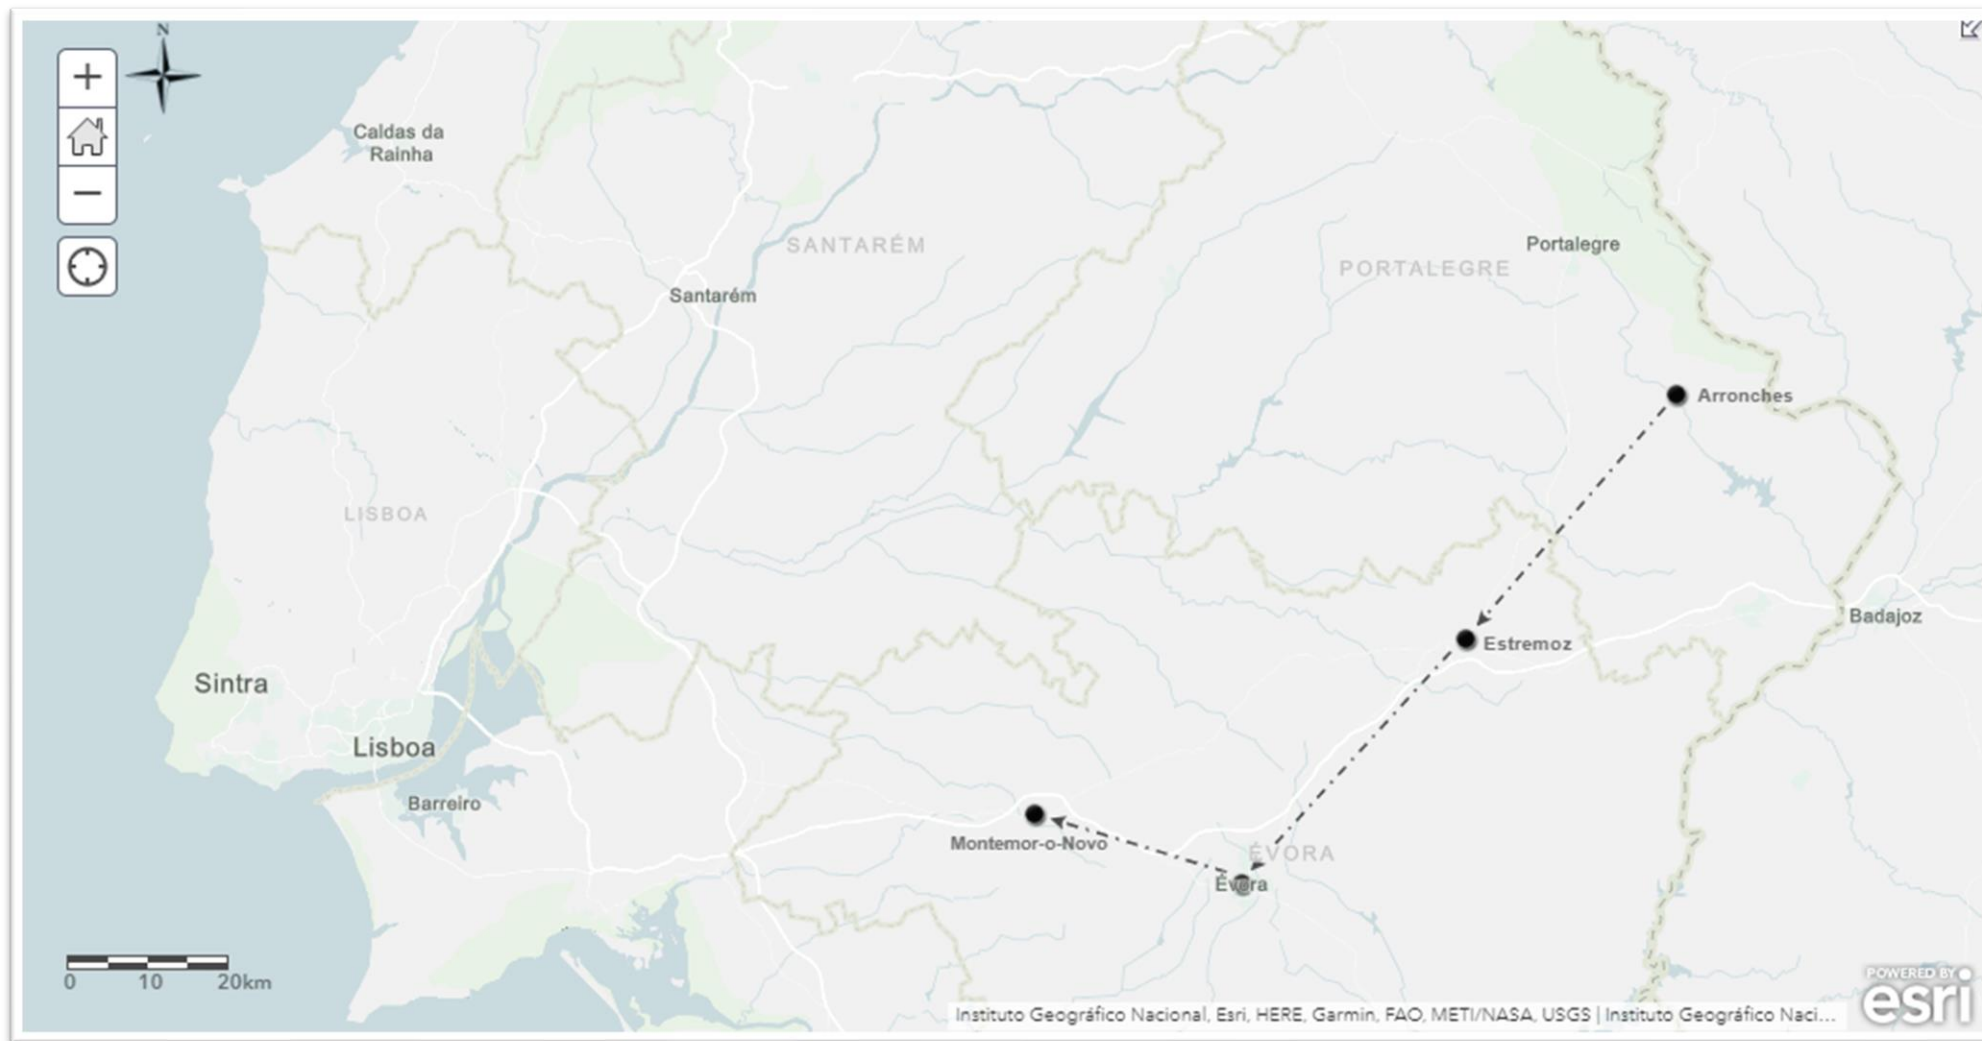 N
+
−
Caldas da
Rainha
SANTARÉM
Portalegre
PORTALEGRE
Santarém
Arronches
LISBOA
Badajoz
Estremoz
Sintra
Lisboa
Barreiro
Montemor-o-Novo
ÉVORA
Évora
0 10 20km
POWERED BY
esri
Instituto Geográfico Nacional, Esri, HERE, Garmin, FAO, METI/NASA, USGS | Instituto Geográfico Naci...